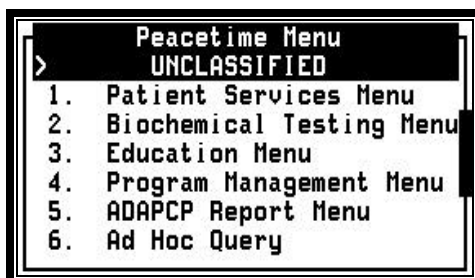 Peacetime Menu
> UNCLASSIFIED
1. Patient Services Menu
2. Biochemical Testing Menu
3. Education Menu
4. Program Management Menu
5. ADAPCP Report Menu
6. Ad Hoc Query